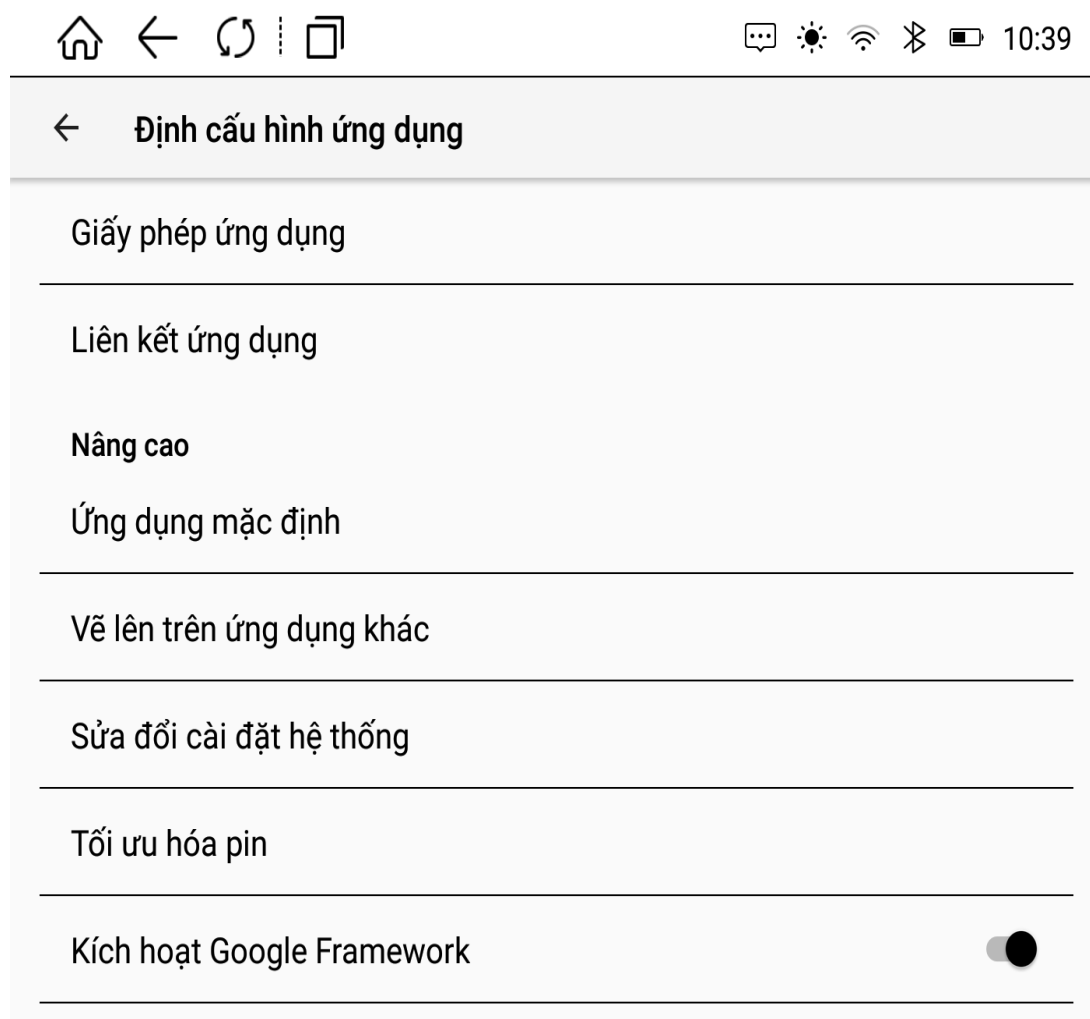 10:39
Định cấu hình ứng dụng
Giấy phép ứng dụng
Liên kết ứng dụng
Nâng cao
Ứng dụng mặc định
Vẽ lên trên ứng dụng khác
Sửa đổi cài đặt hệ thống
Tối ưu hóa pin
Kích hoạt Google Framework